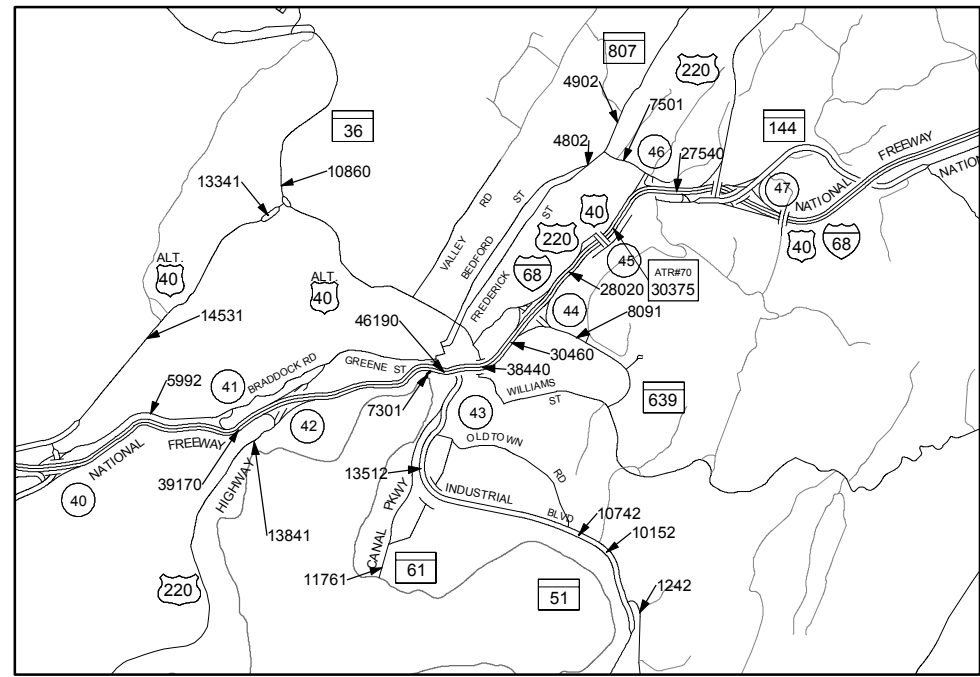 807
220
4902
7501
36
144
46
FREEWAY
4802
27540
NATIONAL
13341
10860
47
NATIONAL
VALLEY RD
BEDFORD ST
FREDERICK ST
40
220
40
68
ALT.
40
ALT.
40
68
45
ATR#70
30375
28020
14531
46190
44
8091
30460
BRADDOCK RD
GREENE ST
38440
5992
41
WILLIAMS ST
639
7301
43
42
NATIONAL FREEWAY
OLDTOWN RD
39170
13512
INDUSTRIAL BLVD
40
HIGHWAY
10742
13841
CANAL PKWY
10152
11761
61
220
51
1242